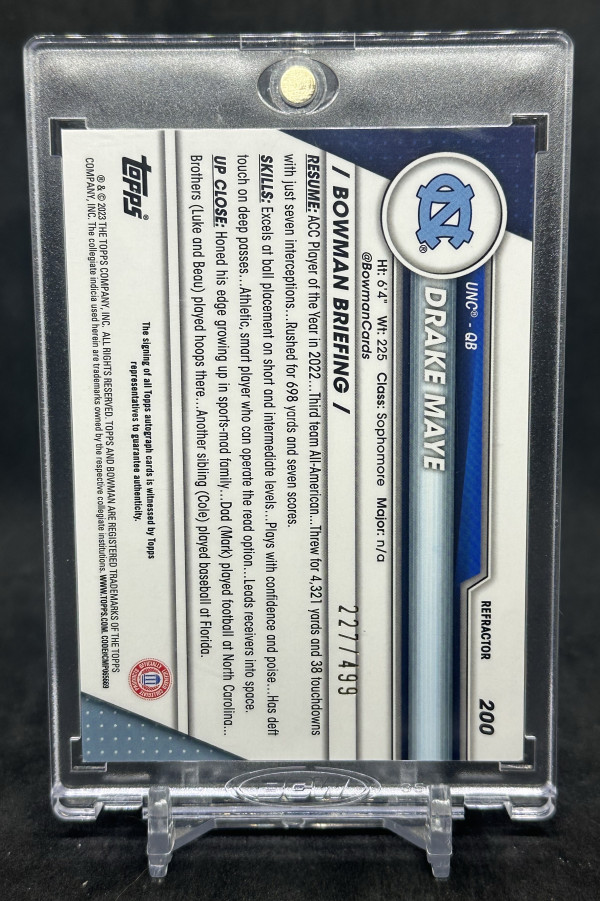 REFRACTOR 200
UNC® - QB
DRAKE MAYE
NC®
Ht: 6'4" Wt: 225 Class: Sophomore Major: n/a
@BowmanCards
227/499
/ BOWMAN BRIEFING /
RESUME: ACC Player of the Year in 2022...Third team All-American...Threw for 4,321 yards and 38 touchdowns
with just seven interceptions...Rushed for 698 yards and seven scores.
SKILLS: Excels at ball placement on short and intermediate levels...Plays with confidence and poise...Has deft
touch on deep passes...Athletic, smart player who can operate the read option...Leads receivers into space.
UP CLOSE: Honed his edge growing up in sports-mad family...Dad (Mark) played football at North Carolina...
Brothers (Luke and Beau) played hoops there...Another sibling (Cole) played baseball at Florida.
topps®
The signing of all Topps autograph cards is witnessed by Topps
representatives to guarantee authenticity.
® & © 2023 THE TOPPS COMPANY, INC. ALL RIGHTS RESERVED. TOPPS AND BOWMAN ARE REGISTERED TRADEMARKS OF THE TOPPS
COMPANY, INC. The collegiate indicia used herein are trademarks owned by the respective collegiate institutions. WWW.TOPPS.COM.